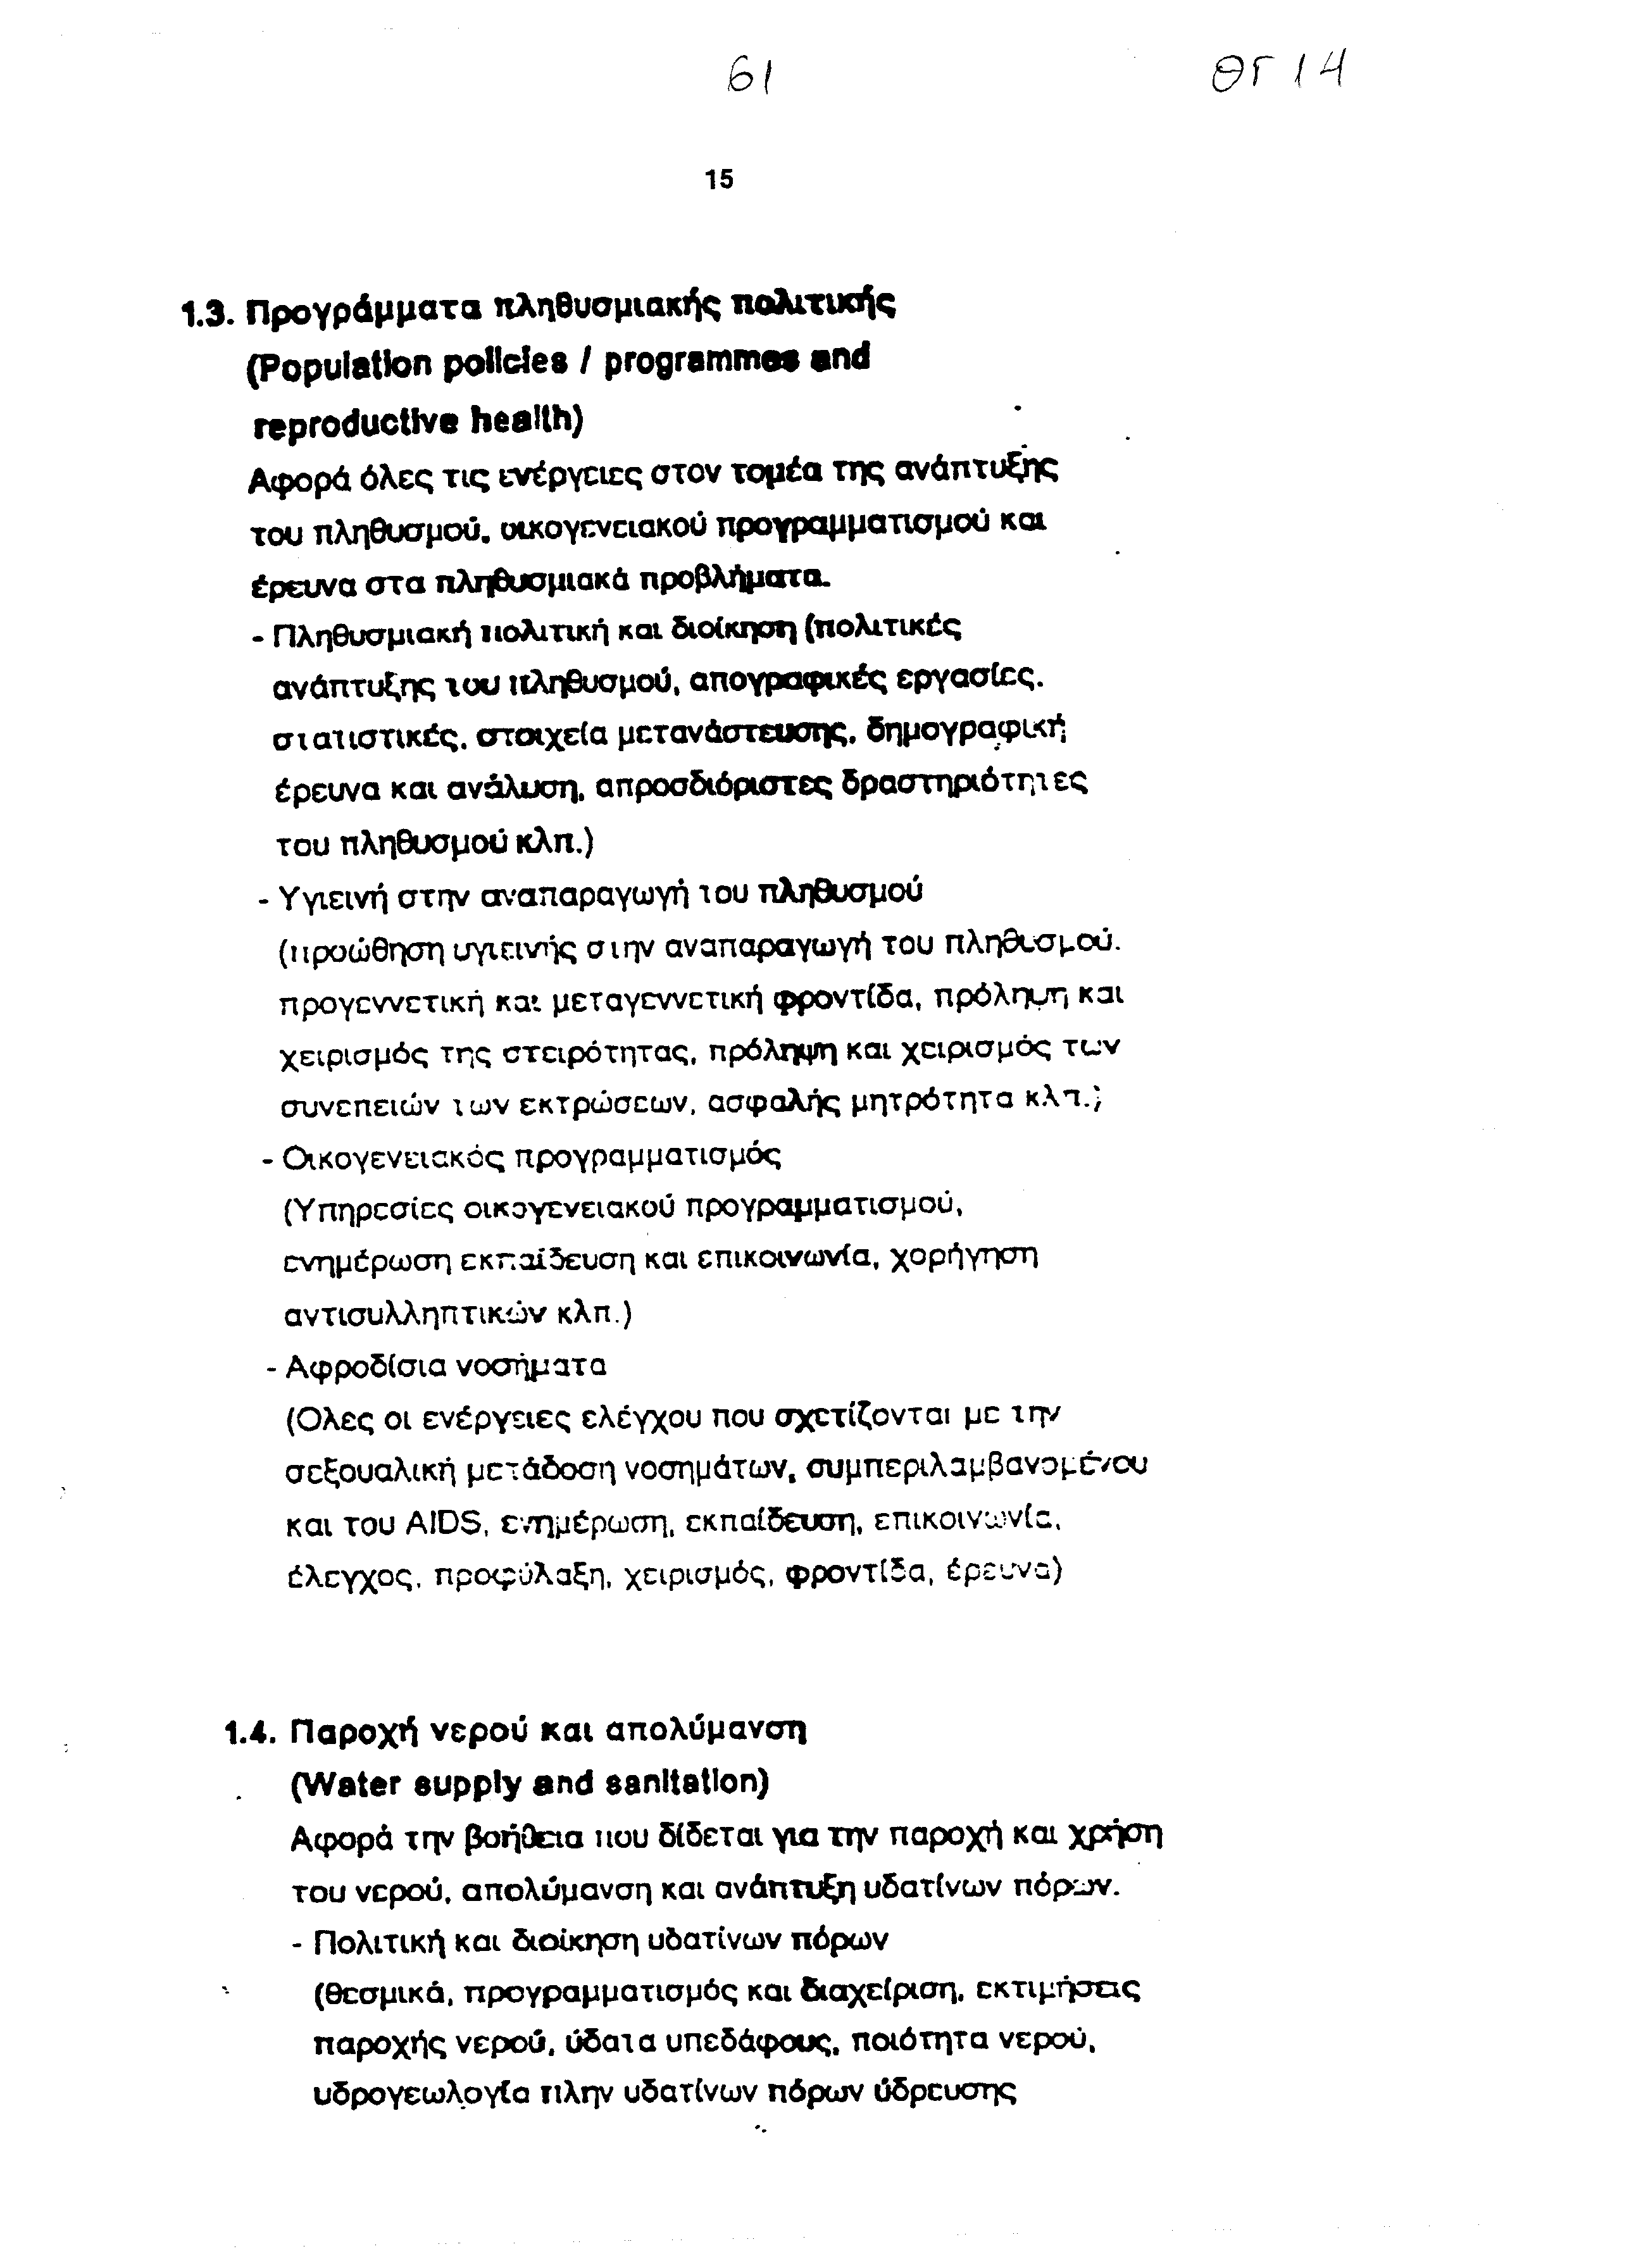 61
ΘΓ 14
15
1.3. Προγράμματα πληθυσμιακής πολιτικής
(Population policies / programmes and
reproductive health)
Αφορά όλες τις ενέργειες στον τομέα της ανάπτυξης
του πληθυσμού, οικογενειακού προγραμματισμού και
έρευνα στα πληθυσμιακά προβλήματα.
- Πληθυσμιακή πολιτική και διοίκηση (πολιτικές
ανάπτυξης του πληθυσμού, απογραφικές εργασίες,
στατιστικές, στοιχεία μετανάστευσης, δημογραφική
έρευνα και ανάλυση, απροσδιόριστες δραστηριότητες
του πληθυσμού κλπ.)
- Υγιεινή στην αναπαραγωγή του πληθυσμού
(προώθηση υγιεινής στην αναπαραγωγή του πληθυσμού,
προγεννετική και μεταγεννετική φροντίδα, πρόληψη και
χειρισμός της στειρότητας, πρόληψη και χειρισμός των
συνεπειών των εκτρώσεων, ασφαλής μητρότητα κλπ.)
- Οικογενειακός προγραμματισμός
(Υπηρεσίες οικογενειακού προγραμματισμού,
ενημέρωση εκπαίδευση και επικοινωνία, χορήγηση
αντισυλληπτικών κλπ.)
- Αφροδίσια νοσήματα
(Ολες οι ενέργειες ελέγχου που σχετίζονται με την
σεξουαλική μετάδοση νοσημάτων, συμπεριλαμβανομένου
και του AIDS, ενημέρωση, εκπαίδευση, επικοινωνία,
έλεγχος, προφύλαξη, χειρισμός, φροντίδα, έρευνα)
1.4. Παροχή νερού και απολύμανση
(Water supply and sanitation)
Αφορά την βοήθεια που δίδεται για την παροχή και χρήση
του νερού, απολύμανση και ανάπτυξη υδατίνων πόρων.
- Πολιτική και διοίκηση υδατίνων πόρων
(θεσμικά, προγραμματισμός και διαχείριση, εκτιμήσεις
παροχής νερού, ύδατα υπεδάφους, ποιότητα νερού,
υδρογεωλογία πλην υδατίνων πόρων ύδρευσης